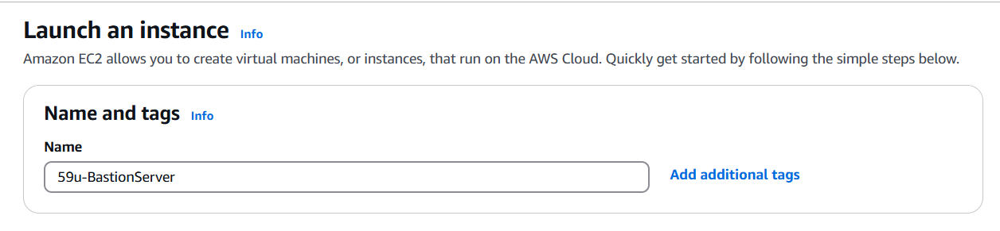 Launch an instance Info
Amazon EC2 allows you to create virtual machines, or instances, that run on the AWS Cloud. Quickly get started by following the simple steps below.
Name and tags Info
Name
59u-BastionServer
Add additional tags